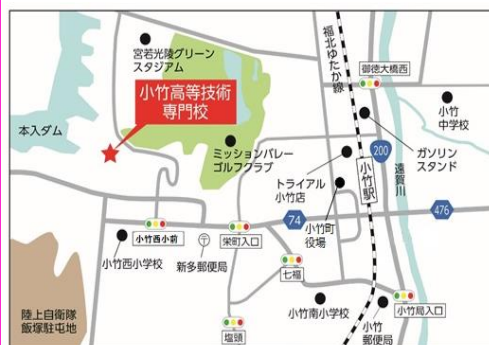 宮若光陵グリーン
スタジアム
小竹高等技術
専門校
本入ダム
ミッションバレー
ゴルフクラブ
福北ゆたか線
御徳大橋西
小竹
中学校
ガソリン
スタンド
200
遠賀川
小竹駅
トライアル
小竹店
小竹町
役場
74
476
小竹西小前
小竹西小学校
新多郵便局
栄町入口
七福
小竹南小学校
小竹局入口
小竹
郵便局
塩頭
陸上自衛隊
飯塚駐屯地